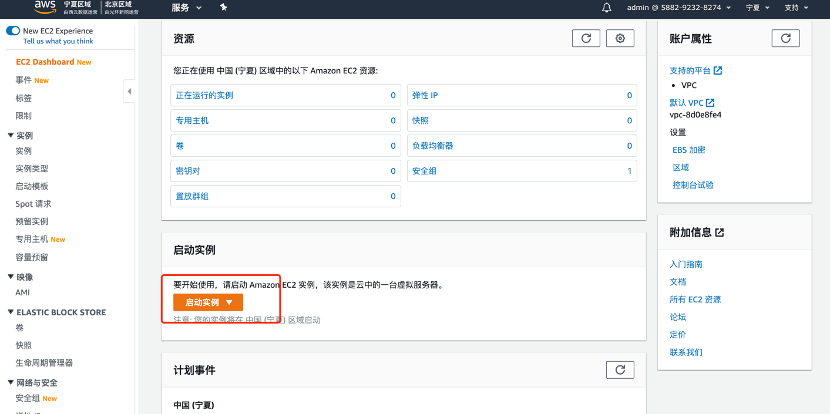 aws 宁夏区域 北京区域 服务 admin @ 5882-9232-8274 宁夏 支持
西云数据运营 光环新网运营
New EC2 Experience
Tell us what you think
EC2 Dashboard New
事件 New
标签
限制
实例
实例
实例类型
启动模板
Spot 请求
预留实例
专用主机 New
容量预留
映像
AMI
ELASTIC BLOCK STORE
卷
快照
生命周期管理器
网络与安全
安全组 New
资源
您正在使用 中国 (宁夏) 区域中的以下 Amazon EC2 资源:
正在运行的实例 0 弹性 IP 0
专用主机 0 快照 0
卷 0 负载均衡器 0
密钥对 0 安全组 1
置放群组 0
启动实例
要开始使用，请启动 Amazon EC2 实例，该实例是云中的一台虚拟服务器。
启动实例
注意: 您的实例将在 中国 (宁夏) 区域启动
计划事件
中国 (宁夏)
账户属性
支持的平台
VPC
默认 VPC
vpc-8d0e8fe4
设置
EBS 加密
区域
控制台试验
附加信息
入门指南
文档
所有 EC2 资源
论坛
定价
联系我们